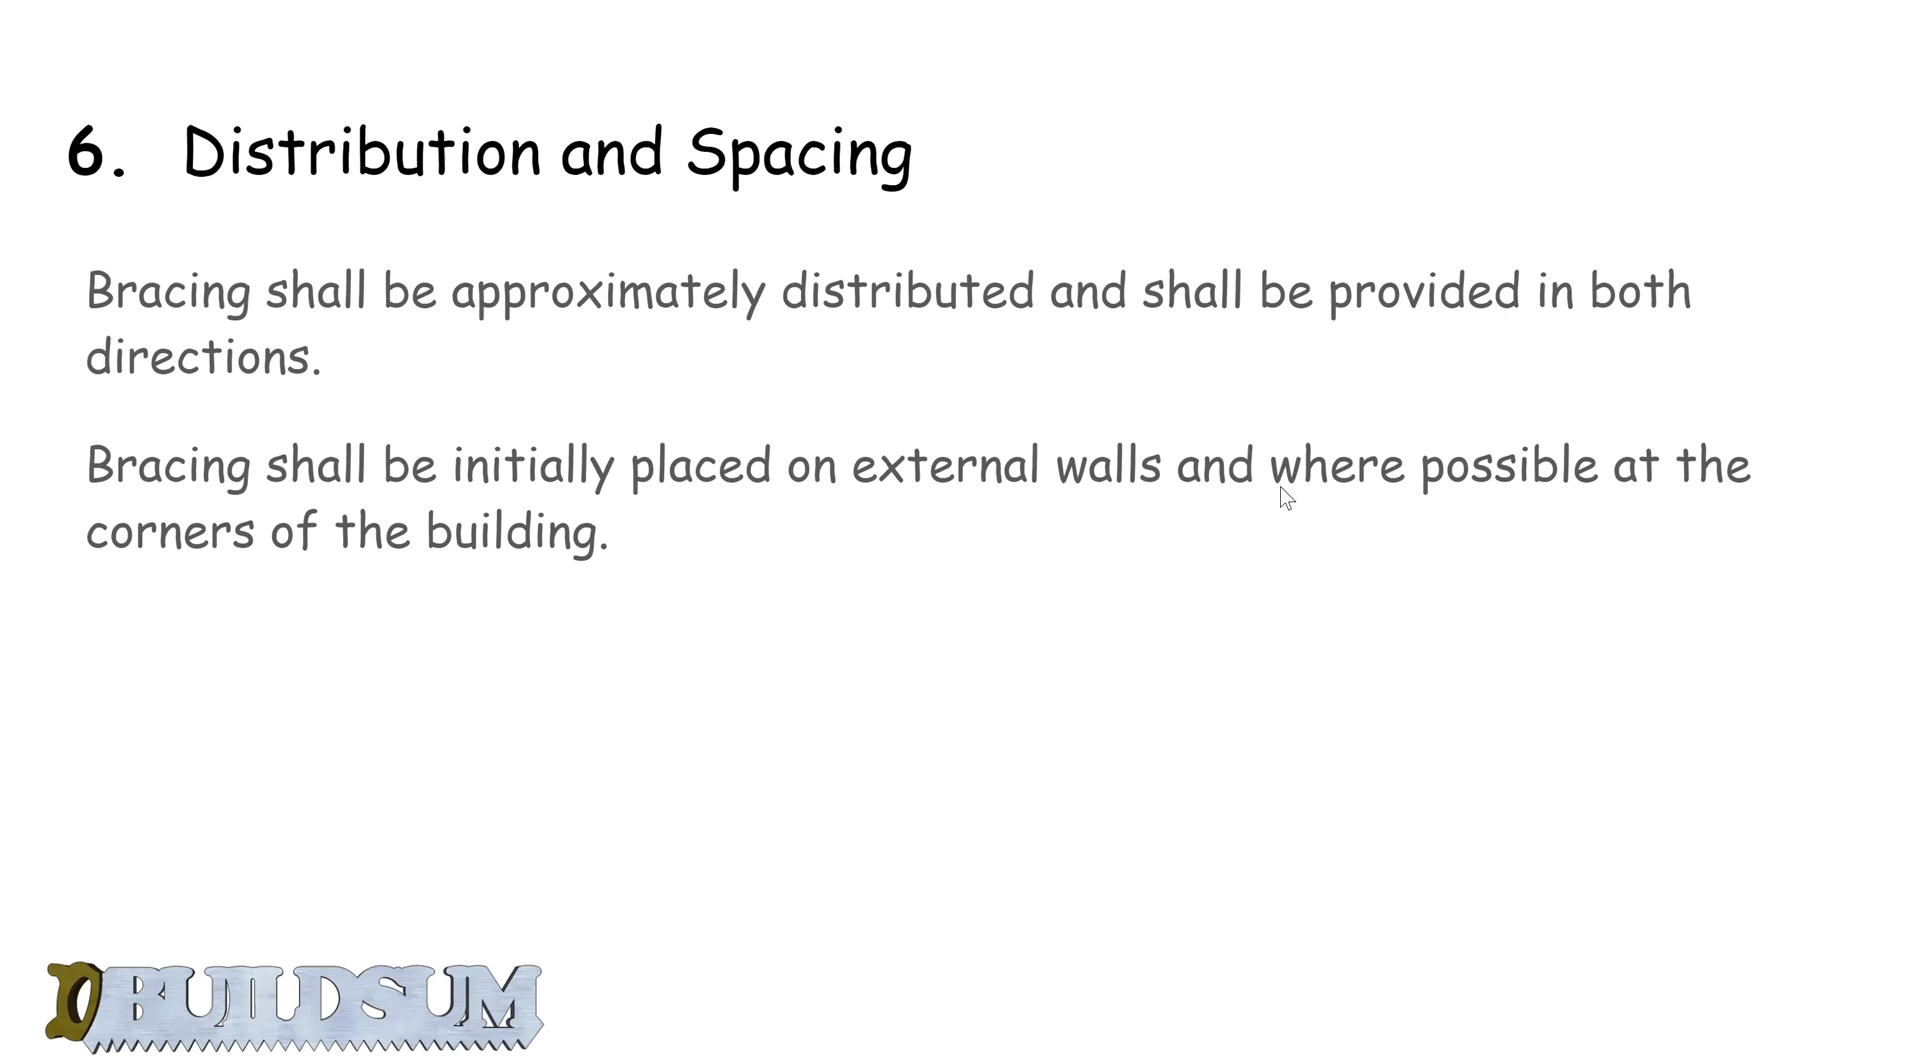 6. Distribution and Spacing
Bracing shall be approximately distributed and shall be provided in both
directions.
Bracing shall be initially placed on external walls and where possible at the
corners of the building.
BUILDSUM